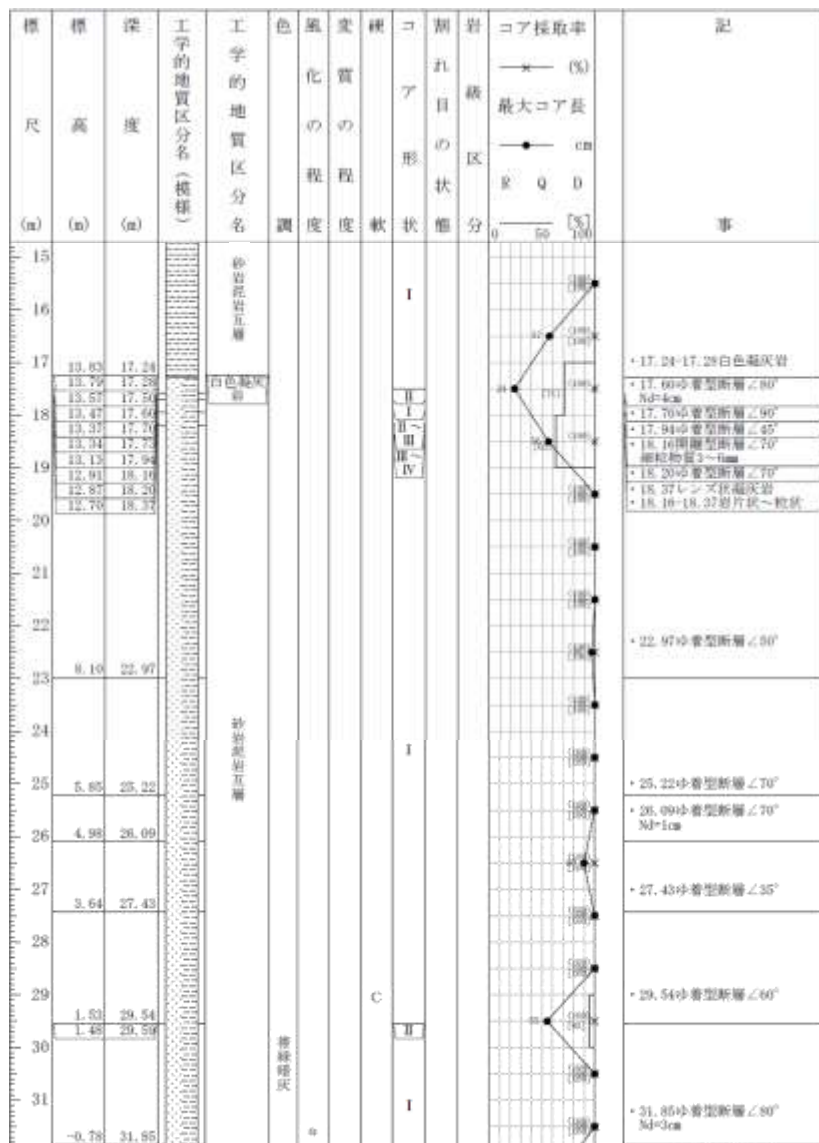 標尺(m)
標高(m)
深度(m)
工学的地質区分名(模様)
工学的地質区分名
色調
風化の程度
変質の程度
硬軟
コア形状
割れ目の状態
岩級区分
コア採取率
(%)
最大コア長
cm
R Q D
[%]
0 50 100
記事
15
16
17
18
19
20
21
22
23
24
25
26
27
28
29
30
31
13.83 17.24
13.79 17.28
13.57 17.50
13.47 17.60
13.37 17.70
13.34 17.73
13.13 17.94
12.91 18.16
12.87 18.20
12.70 18.37
8.10 22.97
5.85 25.22
4.98 26.09
3.64 27.43
1.53 29.54
1.48 29.59
-0.78 31.85
砂岩泥岩互層
白色凝灰岩
砂岩泥岩互層
帯緑暗灰
C
I
II
I
II～III
III～IV
I
II
I
・17.24-17.28白色凝灰岩
・17.60ゆ着型断層∠80°
Nd=4cm
・17.70ゆ着型断層∠90°
・17.94ゆ着型断層∠45°
・18.16開離型断層∠70°
細粒物質3～6mm
・18.20ゆ着型断層∠70°
・18.37レンズ状凝灰岩
・18.16-18.37岩片状～粒状
・22.97ゆ着型断層∠50°
・25.22ゆ着型断層∠70°
・26.09ゆ着型断層∠70°
Nd=1cm
・27.43ゆ着型断層∠35°
・29.54ゆ着型断層∠60°
・31.85ゆ着型断層∠80°
Nd=3cm